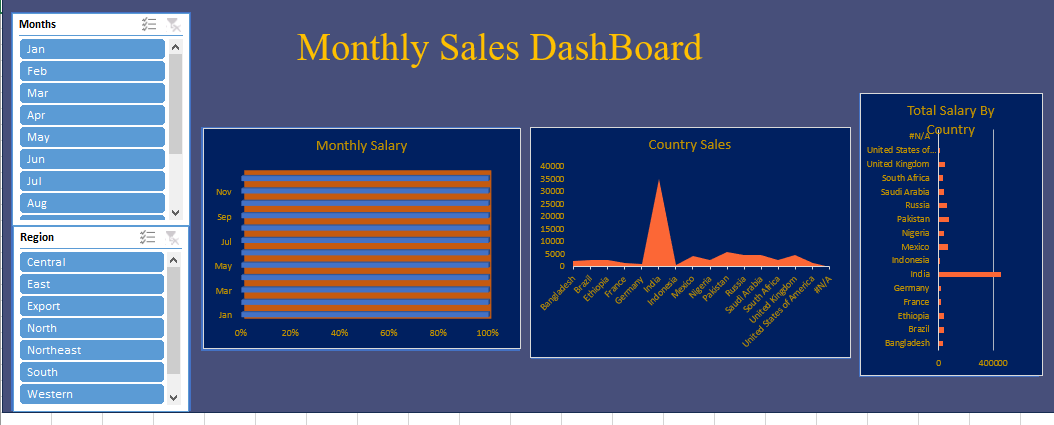 Monthly Sales DashBoard
Months
Jan
Feb
Mar
Apr
May
Jun
Jul
Aug
Region
Central
East
Export
North
Northeast
South
Western
Monthly Salary
Nov
Sep
Jul
May
Mar
Jan
0% 20% 40% 60% 80% 100%
Country Sales
40000
35000
30000
25000
20000
15000
10000
5000
0
Bangladesh
Brazil
Ethiopia
France
Germany
India
Indonesia
Mexico
Nigeria
Pakistan
Russia
Saudi Arabia
South Africa
United Kingdom
United States of America
#N/A
Total Salary By
Country
#N/A
United States of...
United Kingdom
South Africa
Saudi Arabia
Russia
Pakistan
Nigeria
Mexico
Indonesia
India
Germany
France
Ethiopia
Brazil
Bangladesh
0 400000